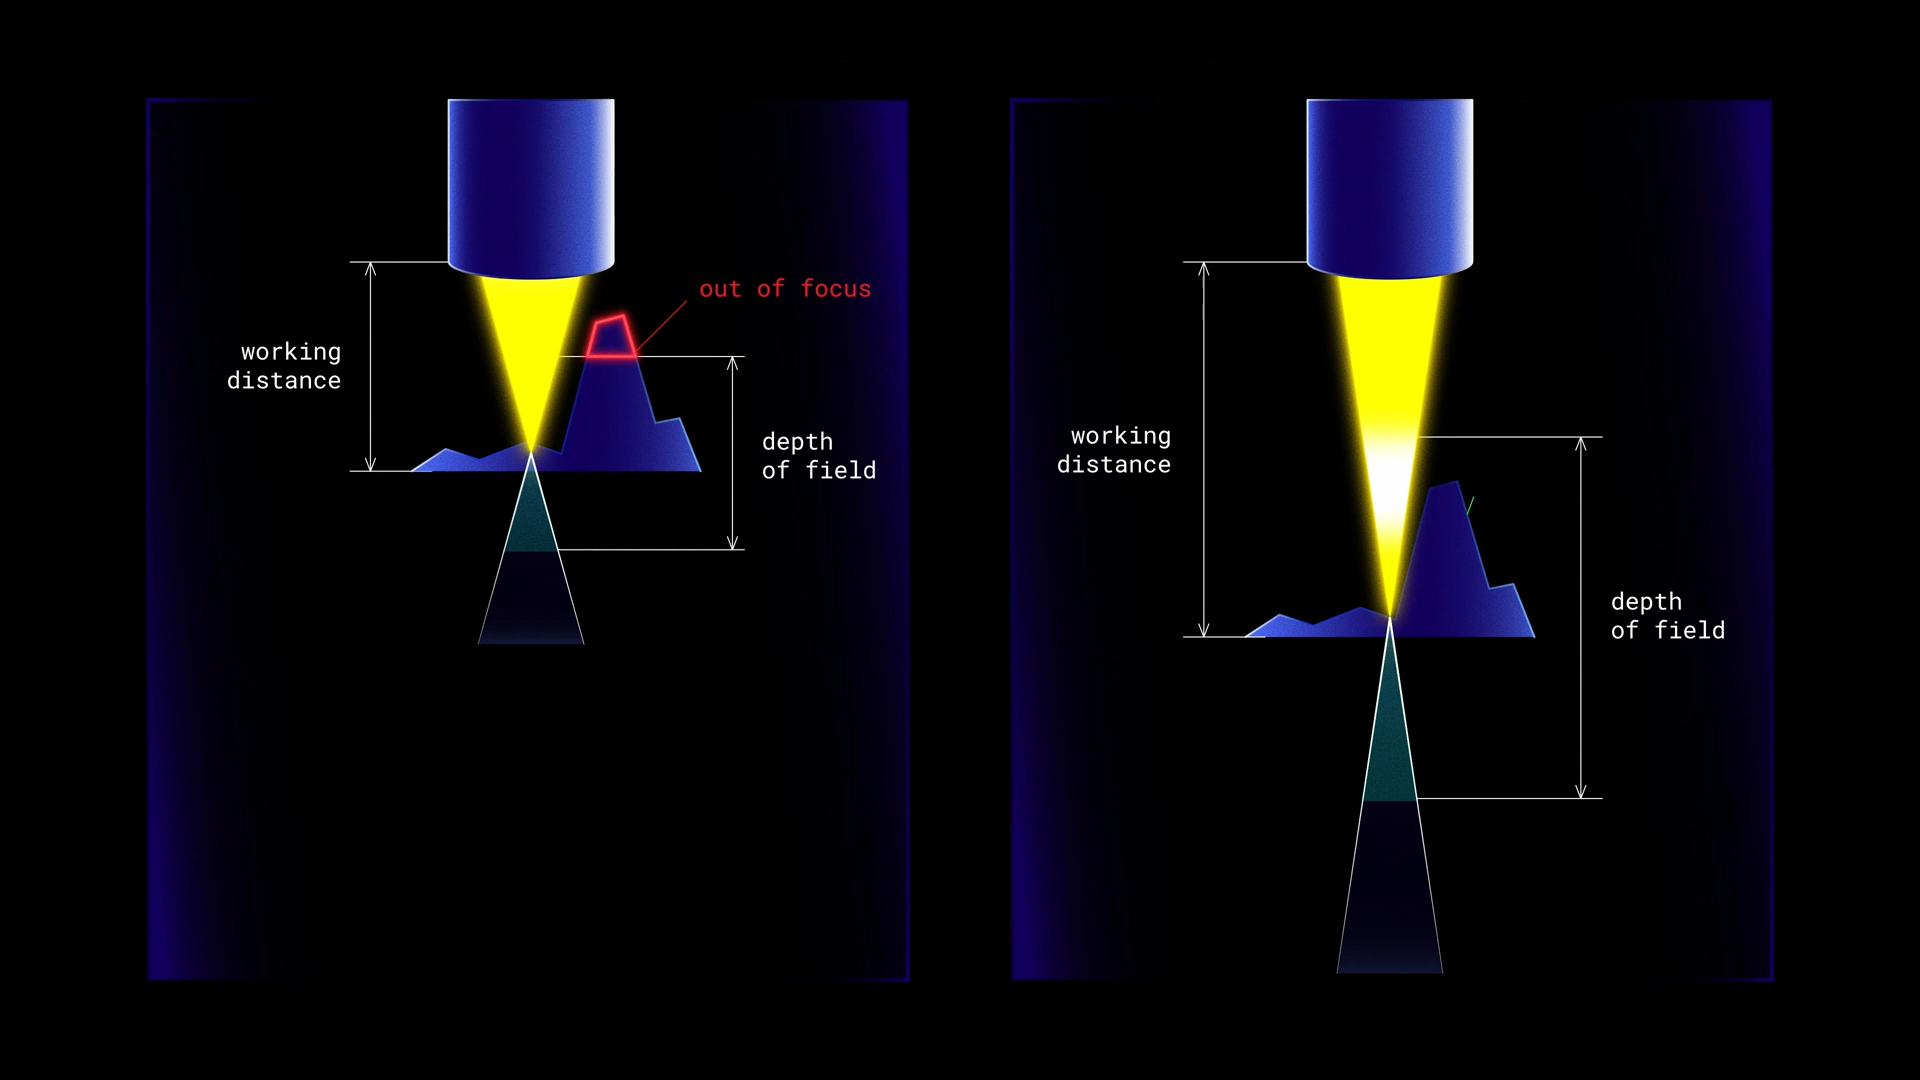 out of focus
working
distance
depth
of field
working
distance
depth
of field